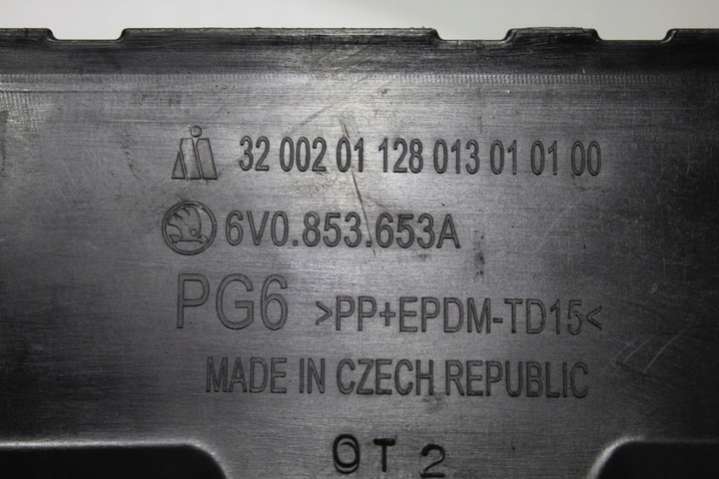 32 002 01 128 013 01 01 00
6V0.853.653A
PG6 >PP+EPDM-TD15<
MADE IN CZECH REPUBLIC
0T2